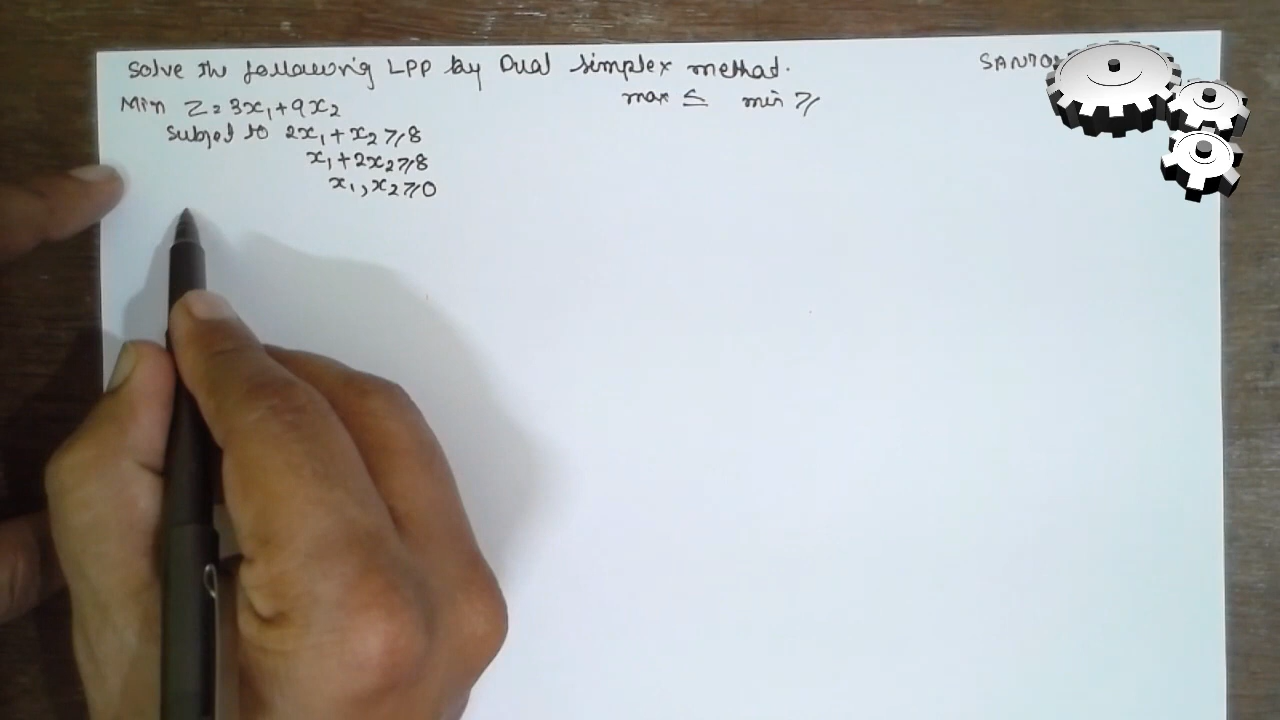 Solve the following LPP by Dual Simplex method.
max ≤ min ≥
Min Z = 3x₁ + 9x₂
Subject to 2x₁ + x₂ ≥ 8
x₁ + 2x₂ ≥ 8
x₁, x₂ ≥ 0